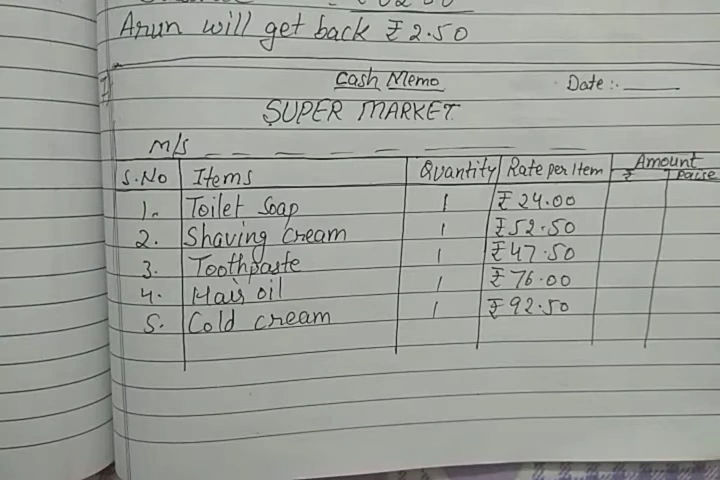 Arun will get back ₹ 2.50
Cash Memo Date :- ____
SUPER MARKET
M/S _ _ _ _ _ _ _ _
S.No Items Quantity Rate per Item Amount
₹ Paise
1. Toilet Soap 1 ₹ 24.00
2. Shaving cream 1 ₹ 52.50
3. Toothpaste 1 ₹ 47.50
4. Hair oil 1 ₹ 76.00
5. Cold cream 1 ₹ 92.50